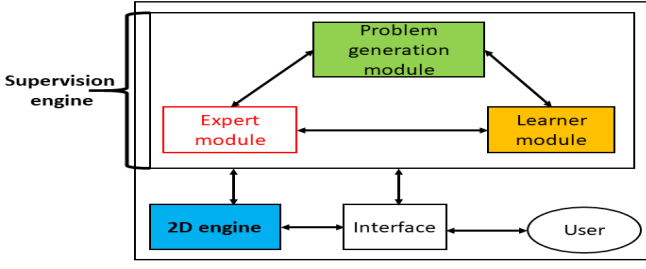 Problem
generation
module
Supervision
engine
Expert
module
Learner
module
2D engine
Interface
User